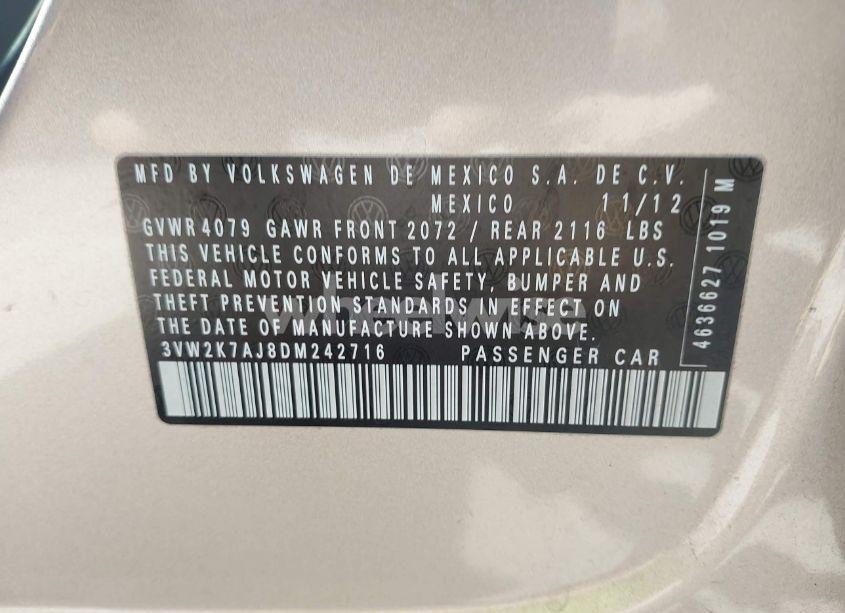 MFD BY VOLKSWAGEN DE MEXICO S.A. DE C.V.
MEXICO 11/12
GVWR 4079 GAWR FRONT 2072 / REAR 2116 LBS
THIS VEHICLE CONFORMS TO ALL APPLICABLE U.S.
FEDERAL MOTOR VEHICLE SAFETY, BUMPER AND
THEFT PREVENTION STANDARDS IN EFFECT ON
THE DATE OF MANUFACTURE SHOWN ABOVE.
3VW2K7AJ8DM242716 PASSENGER CAR
4636627 1019 M
wheelwise